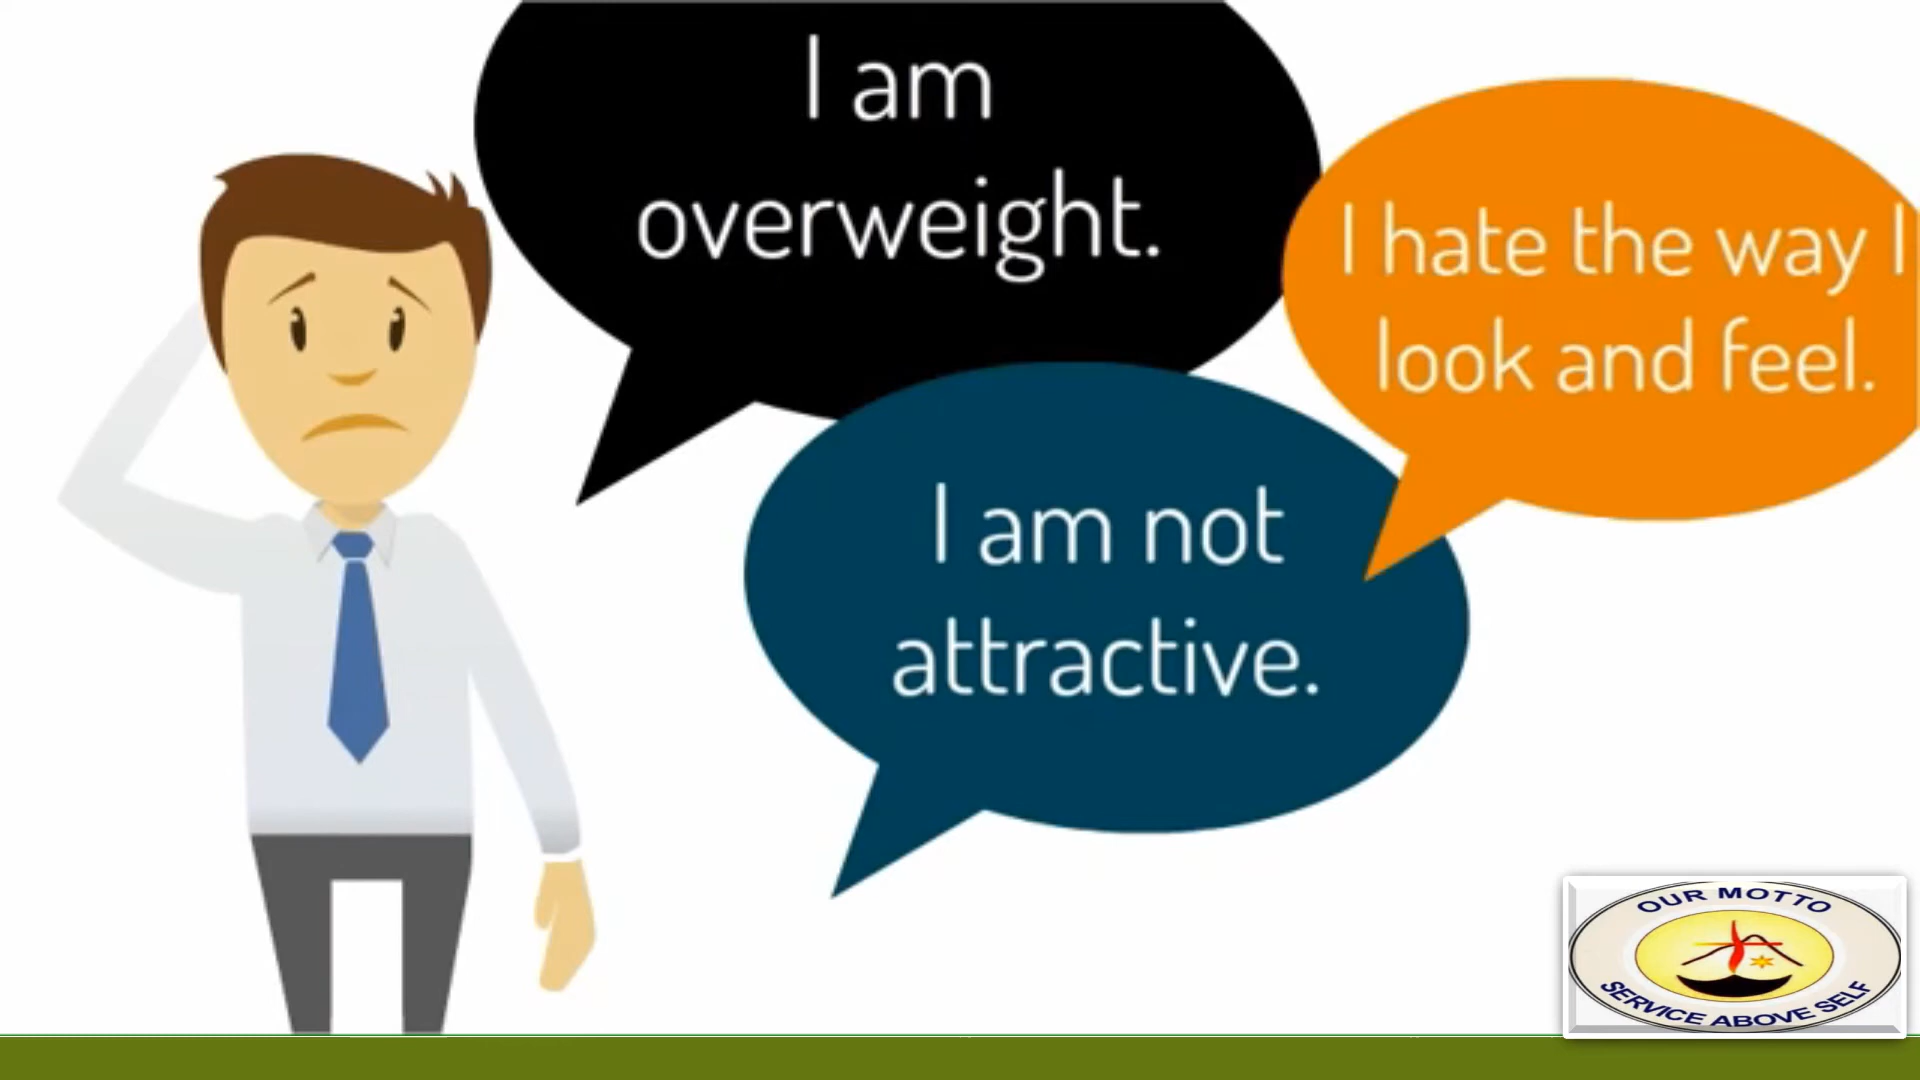 I am
overweight.
I hate the way I
look and feel.
I am not
attractive.
OUR MOTTO
SERVICE ABOVE SELF